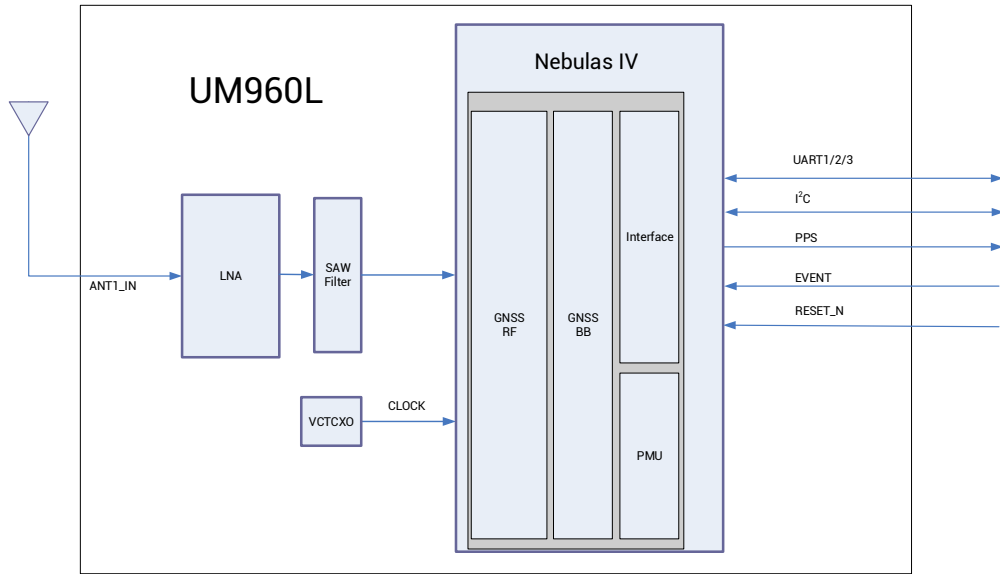 Nebulas IV
UM960L
UART1/2/3
I²C
PPS
EVENT
RESET_N
Interface
LNA
SAW
Filter
ANT1_IN
GNSS
RF
GNSS
BB
VCTCXO
CLOCK
PMU